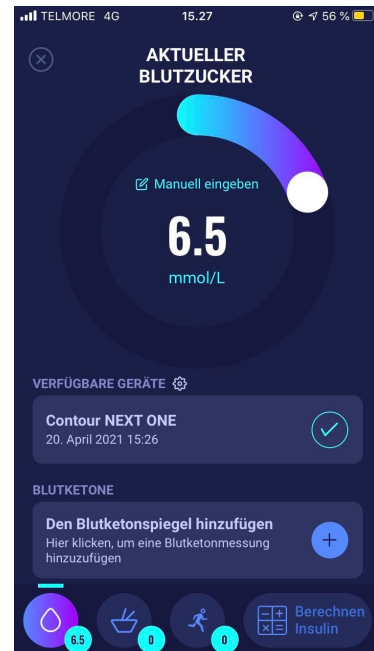 TELMORE 4G 15.27 56 %
AKTUELLER
BLUTZUCKER
Manuell eingeben
6.5
mmol/L
VERFÜGBARE GERÄTE
Contour NEXT ONE
20. April 2021 15:26
BLUTKETONE
Den Blutketonspiegel hinzufügen
Hier klicken, um eine Blutketonmessung
hinzuzufügen
6.5
0
0
Berechnen
Insulin